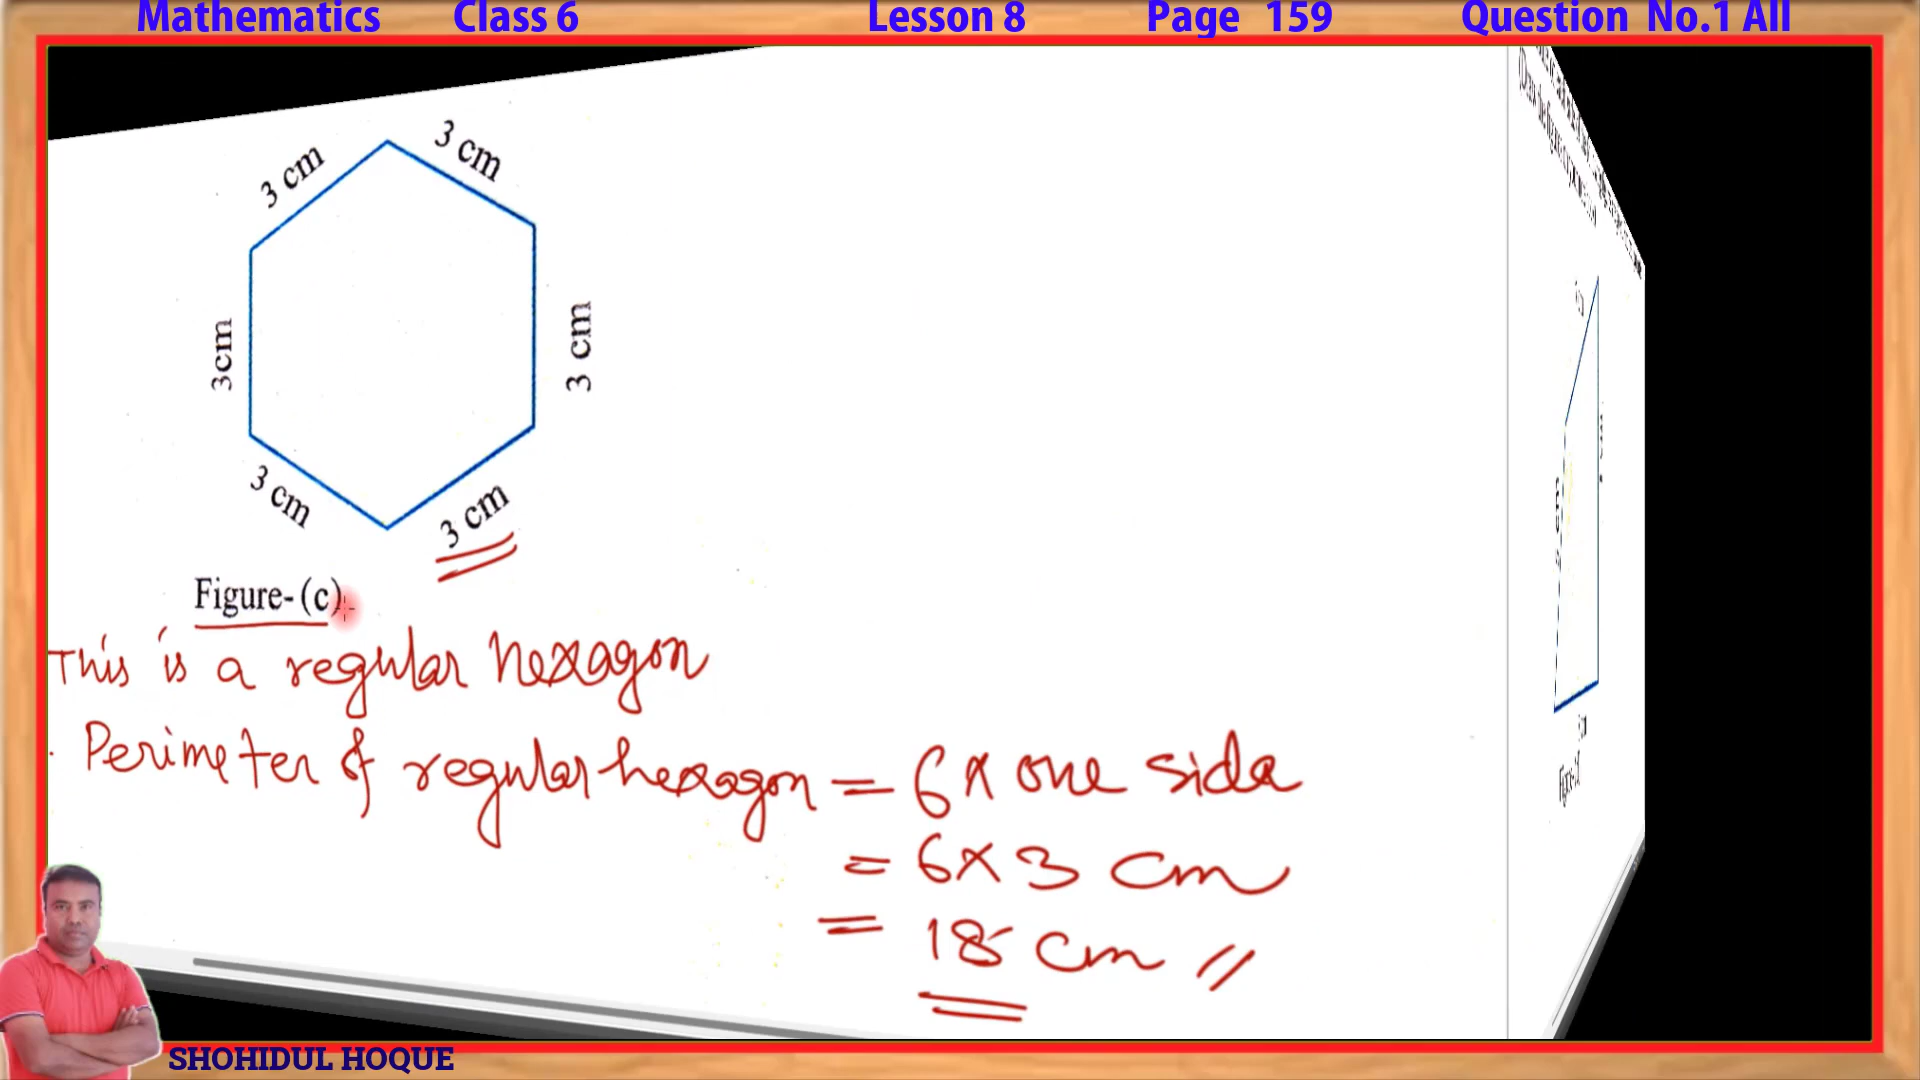 Mathematics Class 6 Lesson 8 Page 159 Question No.1 All
3 cm
3 cm
3cm
3 cm
3 cm
3 cm
Figure-(c)
This is a regular hexagon
Perimeter of regular hexagon = 6 × one side
= 6 × 3 cm
= 18 cm //
SHOHIDUL HOQUE